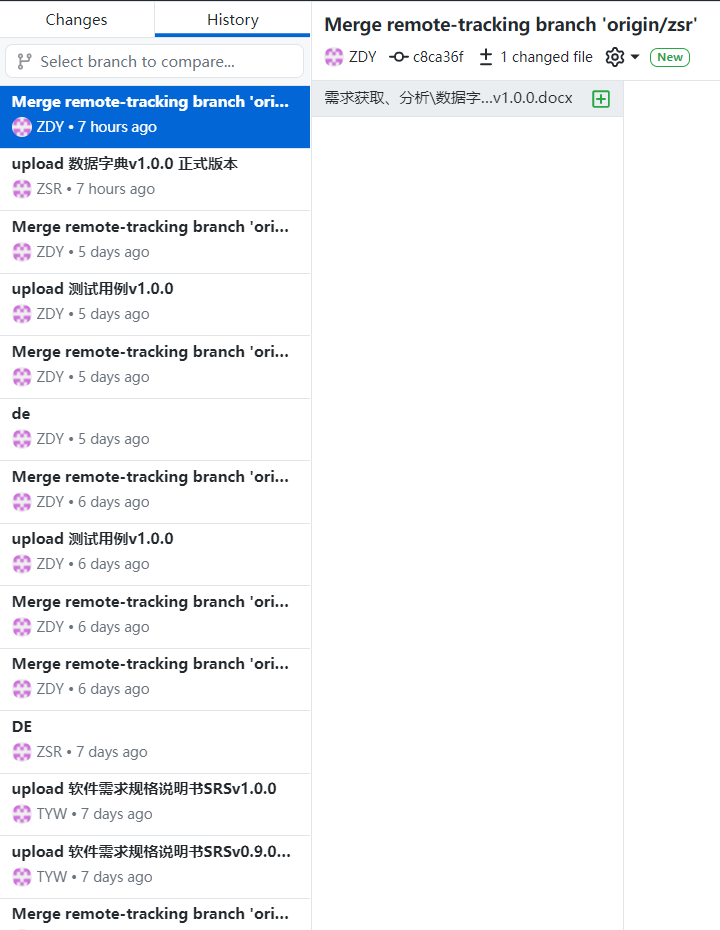 Changes
History
Select branch to compare...
Merge remote-tracking branch 'ori...
ZDY • 7 hours ago
upload 数据字典v1.0.0 正式版本
ZSR • 7 hours ago
Merge remote-tracking branch 'ori...
ZDY • 5 days ago
upload 测试用例v1.0.0
ZDY • 5 days ago
Merge remote-tracking branch 'ori...
ZDY • 5 days ago
de
ZDY • 5 days ago
Merge remote-tracking branch 'ori...
ZDY • 6 days ago
upload 测试用例v1.0.0
ZDY • 6 days ago
Merge remote-tracking branch 'ori...
ZDY • 6 days ago
Merge remote-tracking branch 'ori...
ZDY • 6 days ago
DE
ZSR • 7 days ago
upload 软件需求规格说明书SRSv1.0.0
TYW • 7 days ago
upload 软件需求规格说明书SRSv0.9.0...
TYW • 7 days ago
Merge remote-tracking branch 'ori...
Merge remote-tracking branch 'origin/zsr'
ZDY c8ca36f 1 changed file New
需求获取、分析\数据字...v1.0.0.docx